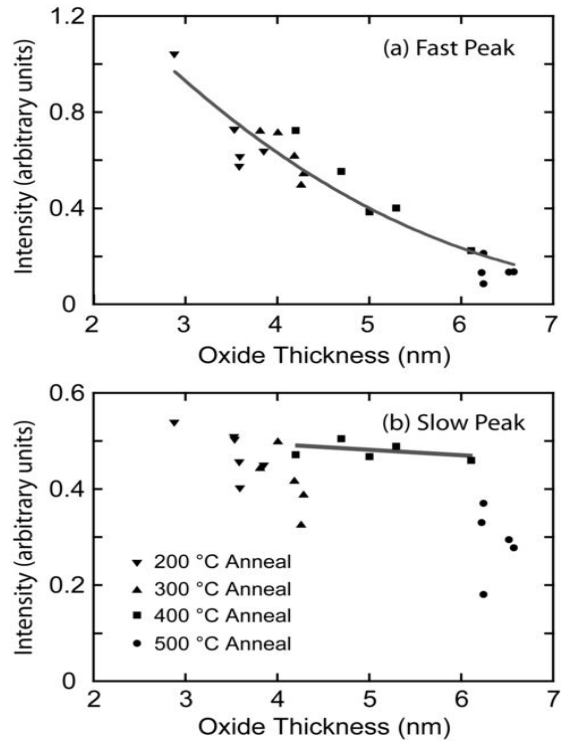 (a) Fast Peak
Intensity (arbitrary units)
1.2
0.8
0.4
0
2 3 4 5 6 7
Oxide Thickness (nm)
(b) Slow Peak
Intensity (arbitrary units)
0.6
0.4
0.2
0
200 °C Anneal
300 °C Anneal
400 °C Anneal
500 °C Anneal
2 3 4 5 6 7
Oxide Thickness (nm)